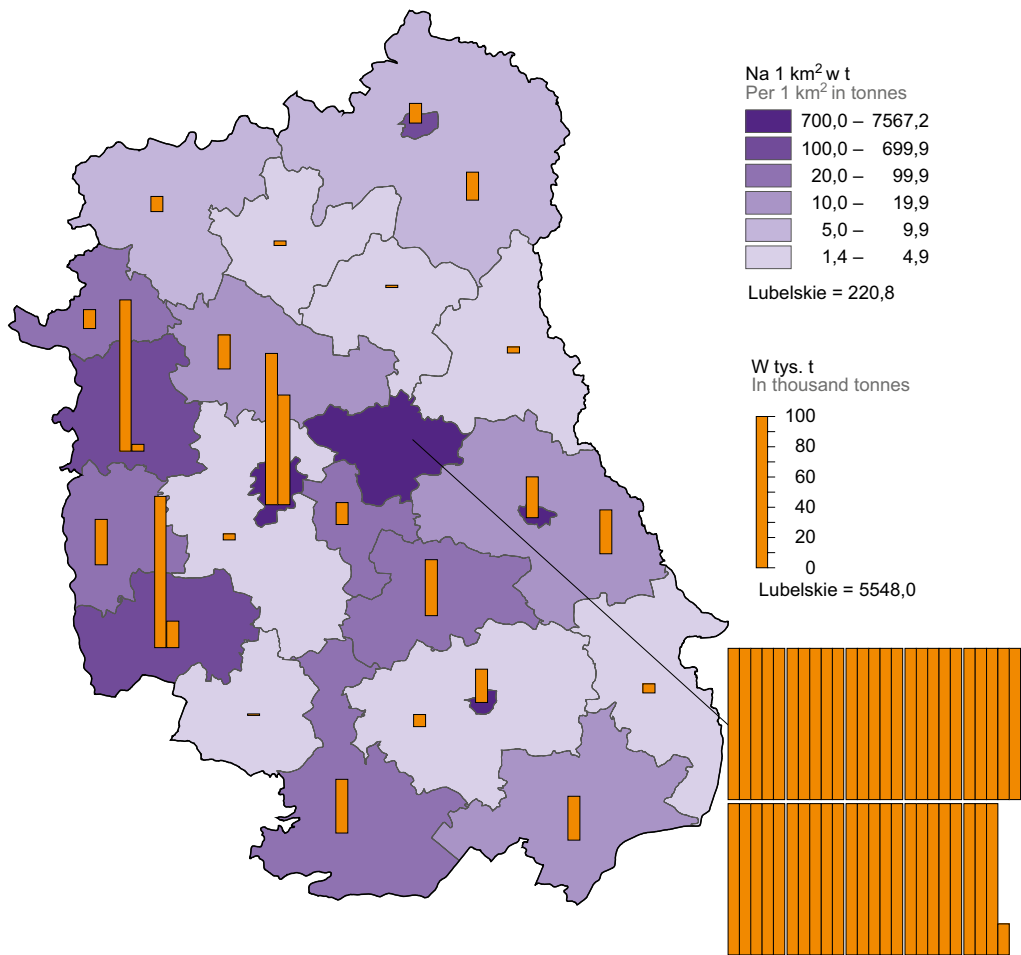 Na 1 km² w t
Per 1 km² in tonnes
700,0 – 7567,2
100,0 – 699,9
20,0 – 99,9
10,0 – 19,9
5,0 – 9,9
1,4 – 4,9
Lubelskie = 220,8
W tys. t
In thousand tonnes
100
80
60
40
20
0
Lubelskie = 5548,0